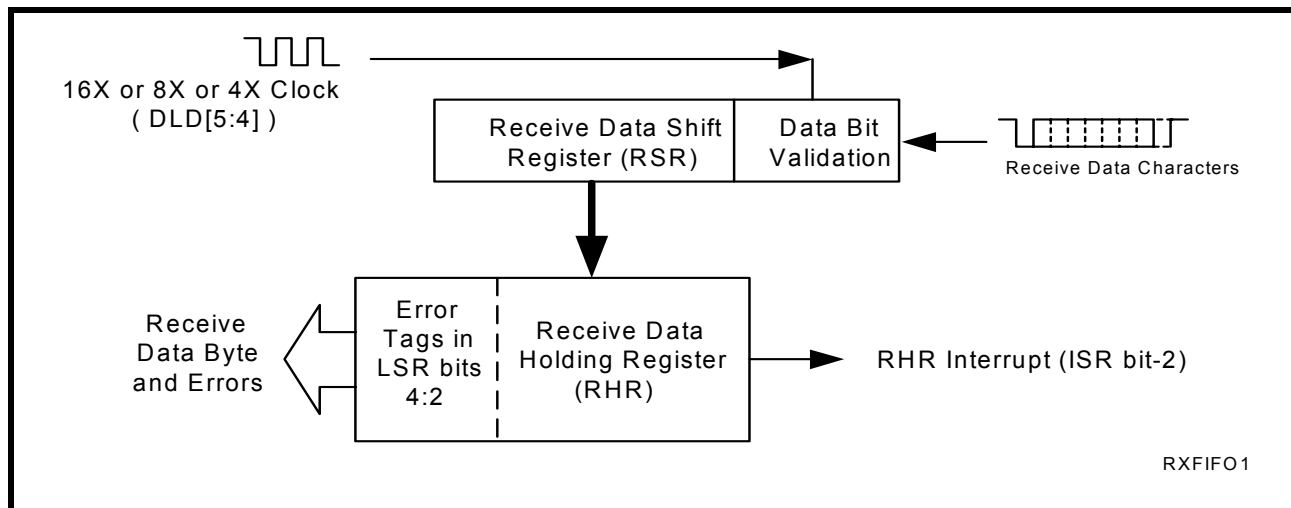 16X or 8X or 4X Clock
( DLD[5:4] )
Receive Data Shift
Register (RSR)
Data Bit
Validation
Receive Data Characters
Receive
Data Byte
and Errors
Error
Tags in
LSR bits
4:2
Receive Data
Holding Register
(RHR)
RHR Interrupt (ISR bit-2)
RXFIFO1